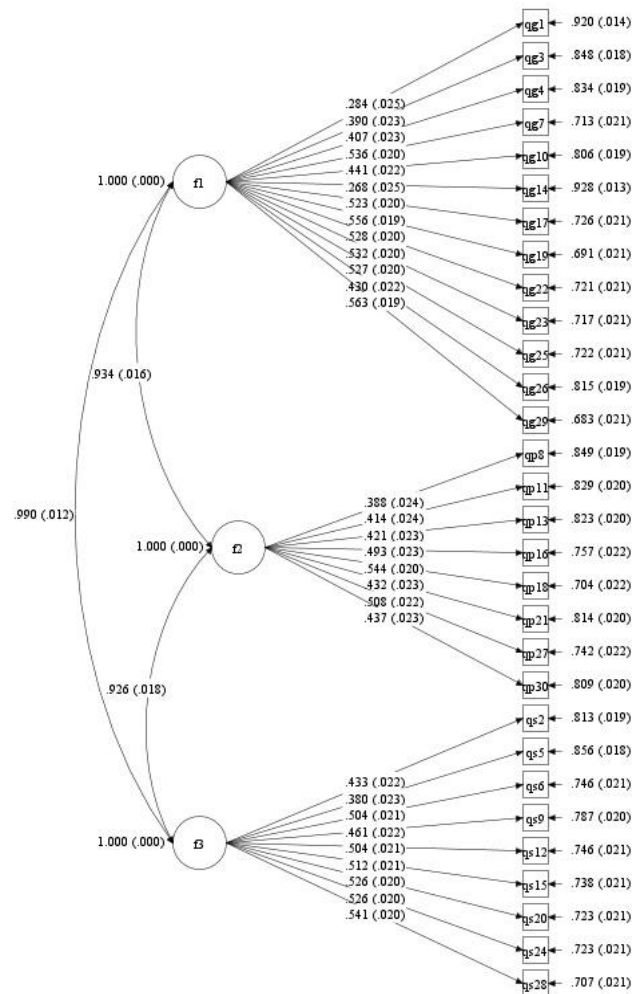 qg1 .920 (.014)
qg3 .848 (.018)
qg4 .834 (.019)
qg7 .713 (.021)
qg10 .806 (.019)
qg14 .928 (.013)
qg17 .726 (.021)
qg19 .691 (.021)
qg22 .721 (.021)
qg23 .717 (.021)
qg25 .722 (.021)
qg26 .815 (.019)
qg29 .683 (.021)
.284 (.025)
.390 (.023)
.407 (.023)
.536 (.020)
.441 (.022)
.268 (.025)
.523 (.020)
.556 (.019)
.528 (.020)
.532 (.020)
.527 (.020)
.430 (.022)
.563 (.019)
1.000 (.000) f1
.934 (.016)
.990 (.012)
qp8 .849 (.019)
qp11 .829 (.020)
qp13 .823 (.020)
qp16 .757 (.022)
qp18 .704 (.022)
qp21 .814 (.020)
qp27 .742 (.022)
qp30 .809 (.020)
.388 (.024)
.414 (.024)
.421 (.023)
.493 (.023)
.544 (.020)
.432 (.023)
.508 (.022)
.437 (.023)
1.000 (.000) f2
.926 (.018)
qs2 .813 (.019)
qs5 .856 (.018)
qs6 .746 (.021)
qs9 .787 (.020)
qs12 .746 (.021)
qs15 .738 (.021)
qs20 .723 (.021)
qs24 .723 (.021)
qs28 .707 (.021)
.433 (.022)
.380 (.023)
.504 (.021)
.461 (.022)
.504 (.021)
.512 (.021)
.526 (.020)
.526 (.020)
.541 (.020)
1.000 (.000) f3